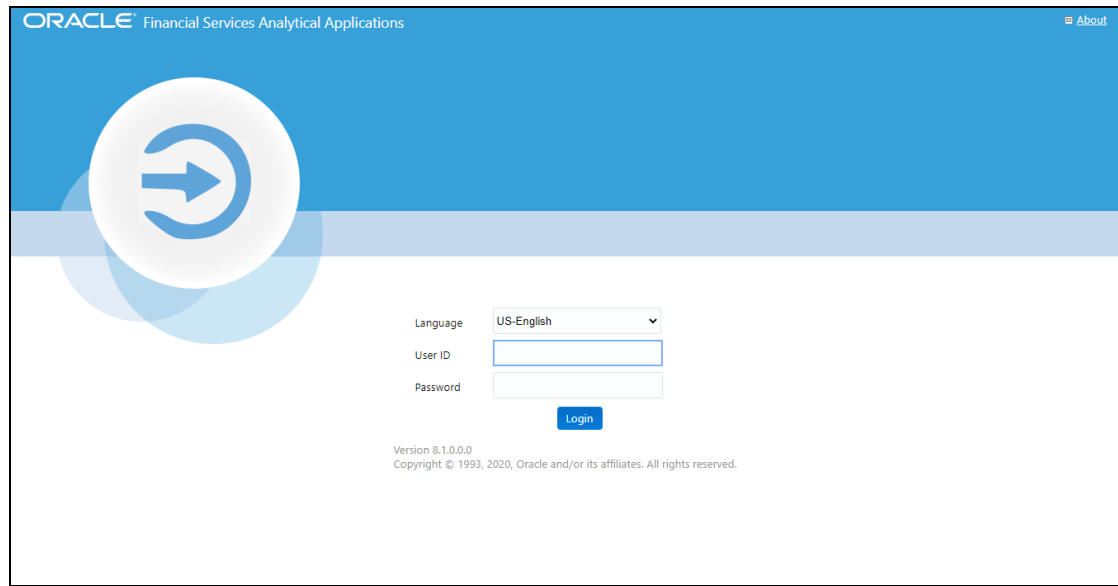 ORACLE® Financial Services Analytical Applications
About
Language US-English
User ID
Password
Login
Version 8.1.0.0.0
Copyright © 1993, 2020, Oracle and/or its affiliates. All rights reserved.